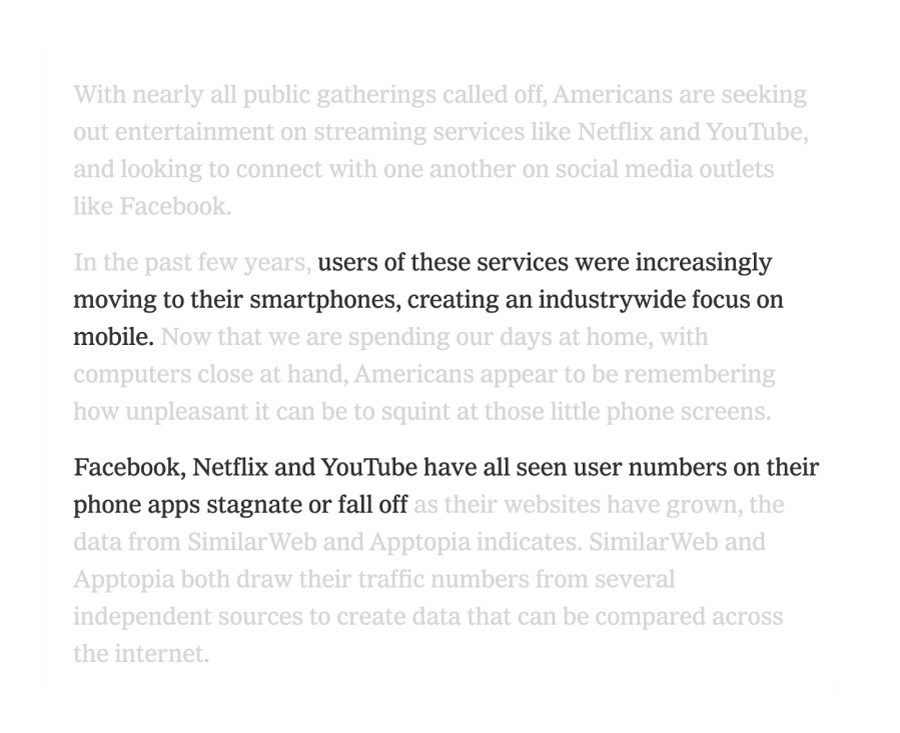 With nearly all public gatherings called off, Americans are seeking
out entertainment on streaming services like Netflix and YouTube,
and looking to connect with one another on social media outlets
like Facebook.
In the past few years, users of these services were increasingly
moving to their smartphones, creating an industrywide focus on
mobile. Now that we are spending our days at home, with
computers close at hand, Americans appear to be remembering
how unpleasant it can be to squint at those little phone screens.
Facebook, Netflix and YouTube have all seen user numbers on their
phone apps stagnate or fall off as their websites have grown, the
data from SimilarWeb and Apptopia indicates. SimilarWeb and
Apptopia both draw their traffic numbers from several
independent sources to create data that can be compared across
the internet.